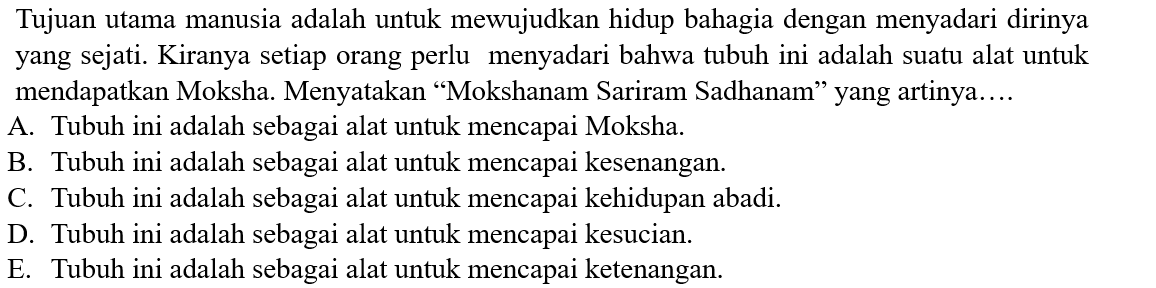 Tujuan utama manusia adalah untuk mewujudkan hidup bahagia dengan menyadari dirinya
yang sejati. Kiranya setiap orang perlu menyadari bahwa tubuh ini adalah suatu alat untuk
mendapatkan Moksha. Menyatakan “Mokshanam Sariram Sadhanam” yang artinya….
A. Tubuh ini adalah sebagai alat untuk mencapai Moksha.
B. Tubuh ini adalah sebagai alat untuk mencapai kesenangan.
C. Tubuh ini adalah sebagai alat untuk mencapai kehidupan abadi.
D. Tubuh ini adalah sebagai alat untuk mencapai kesucian.
E. Tubuh ini adalah sebagai alat untuk mencapai ketenangan.